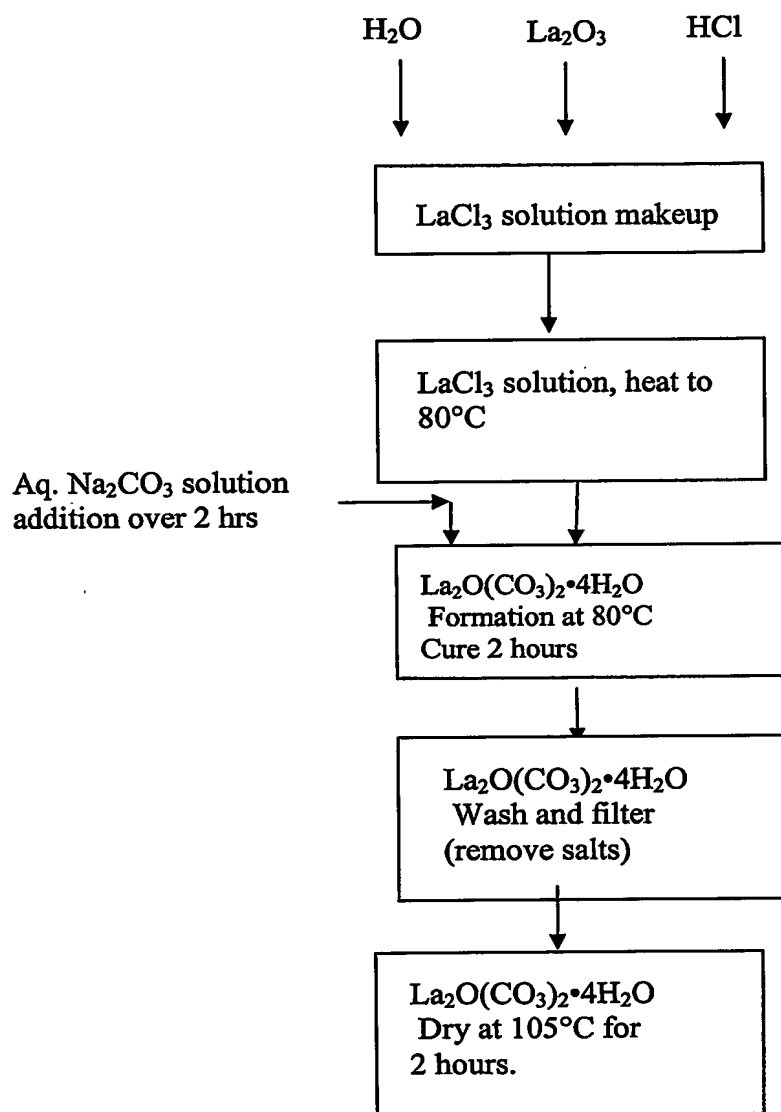 H₂O La₂O₃ HCl
LaCl₃ solution makeup
LaCl₃ solution, heat to
80°C
Aq. Na₂CO₃ solution
addition over 2 hrs
La₂O(CO₃)₂•4H₂O
Formation at 80°C
Cure 2 hours
La₂O(CO₃)₂•4H₂O
Wash and filter
(remove salts)
La₂O(CO₃)₂•4H₂O
Dry at 105°C for
2 hours.